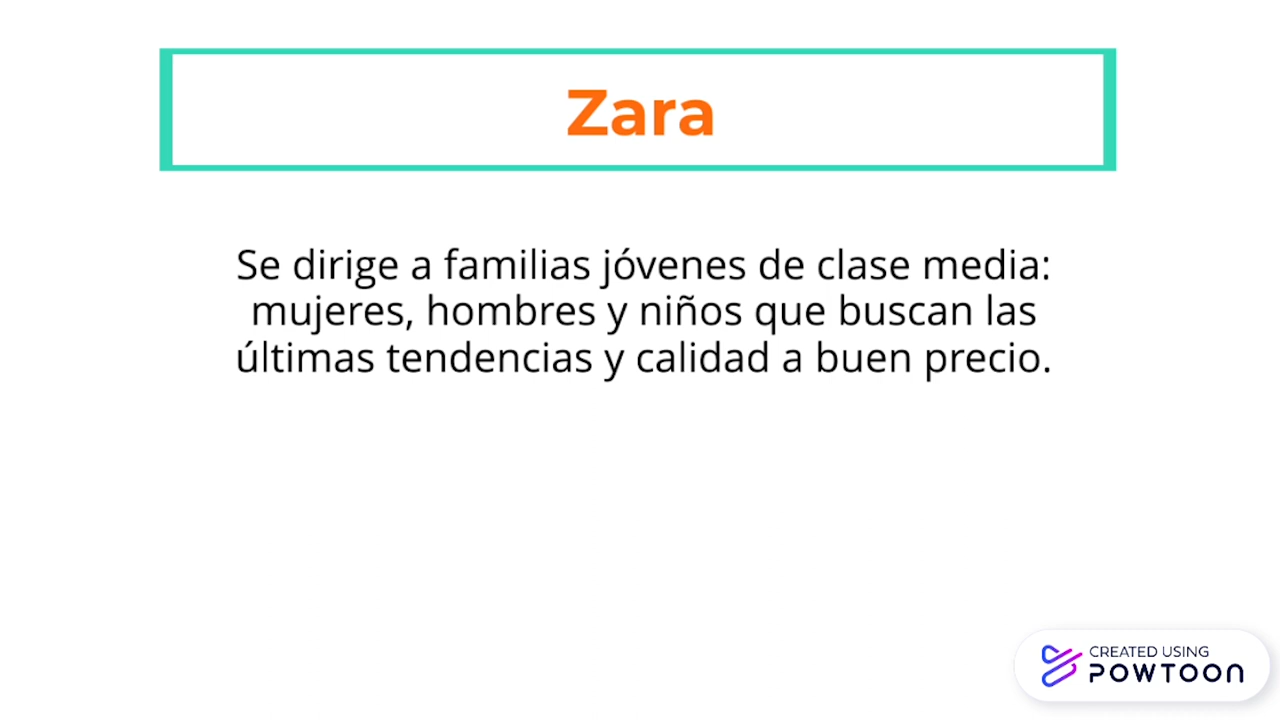 Zara
Se dirige a familias jóvenes de clase media:
mujeres, hombres y niños que buscan las
últimas tendencias y calidad a buen precio.
CREATED USING
POWTOON